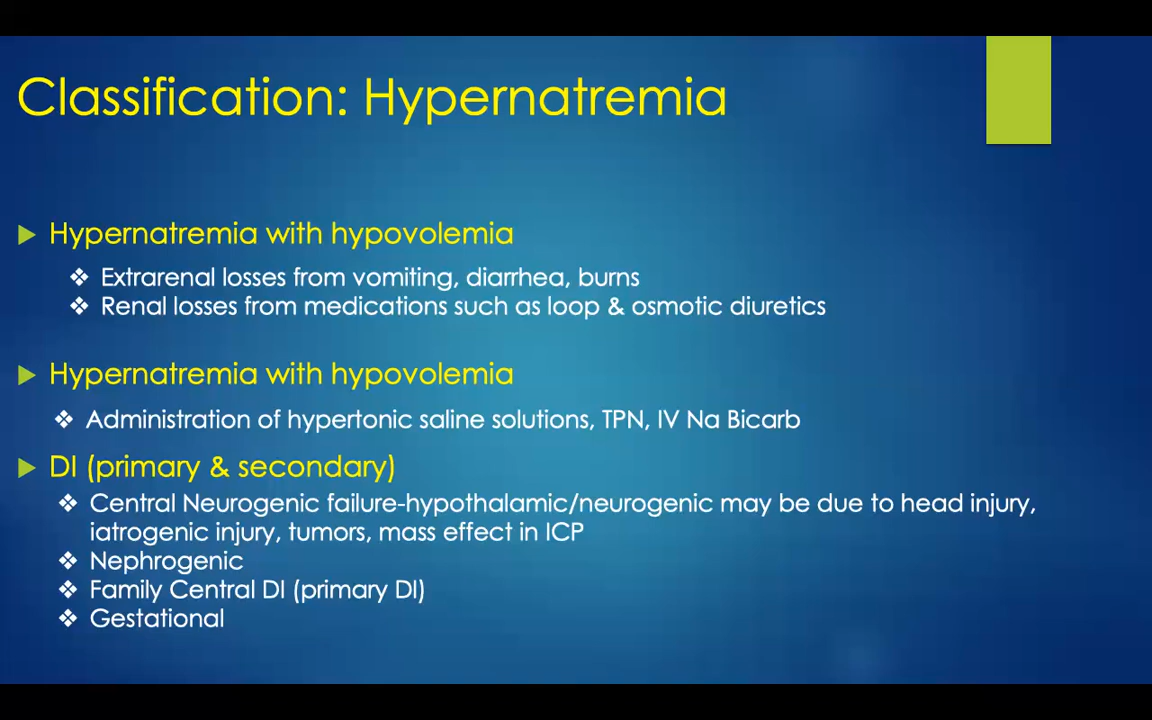 Classification: Hypernatremia
Hypernatremia with hypovolemia
Extrarenal losses from vomiting, diarrhea, burns
Renal losses from medications such as loop & osmotic diuretics
Hypernatremia with hypovolemia
Administration of hypertonic saline solutions, TPN, IV Na Bicarb
DI (primary & secondary)
Central Neurogenic failure-hypothalamic/neurogenic may be due to head injury,
iatrogenic injury, tumors, mass effect in ICP
Nephrogenic
Family Central DI (primary DI)
Gestational